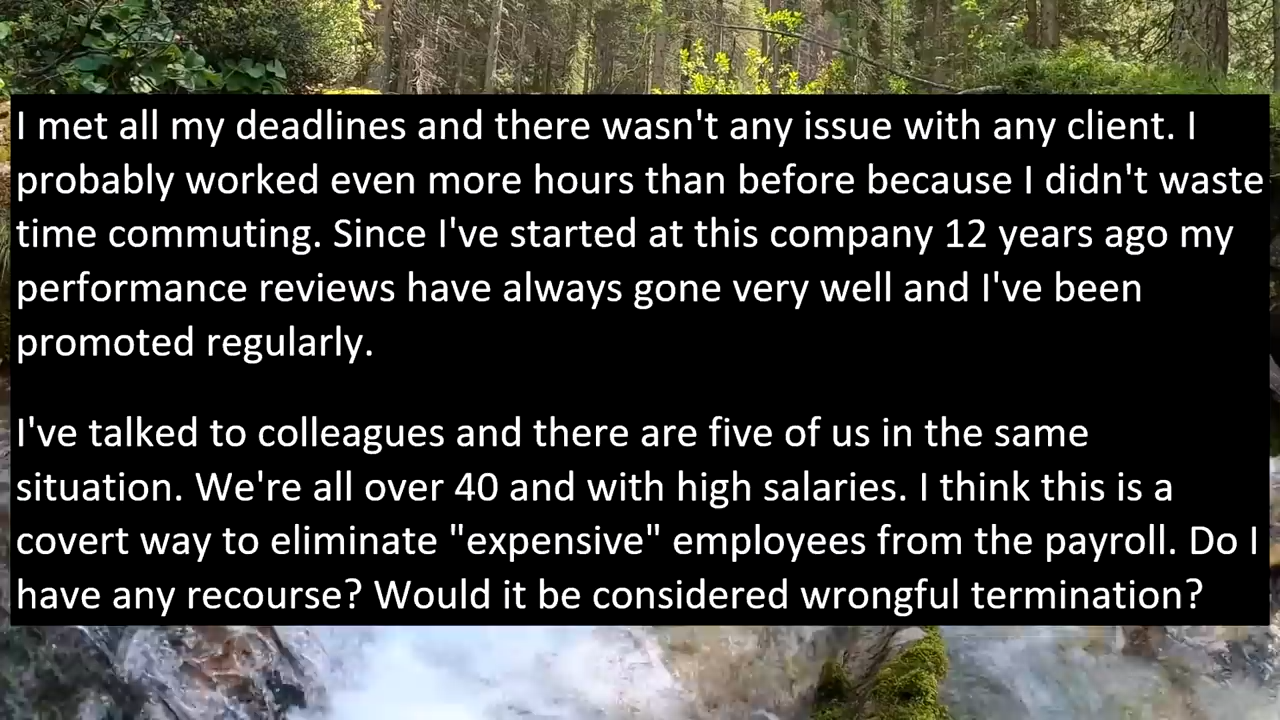 I met all my deadlines and there wasn't any issue with any client. I
probably worked even more hours than before because I didn't waste
time commuting. Since I've started at this company 12 years ago my
performance reviews have always gone very well and I've been
promoted regularly.
I've talked to colleagues and there are five of us in the same
situation. We're all over 40 and with high salaries. I think this is a
covert way to eliminate "expensive" employees from the payroll. Do I
have any recourse? Would it be considered wrongful termination?